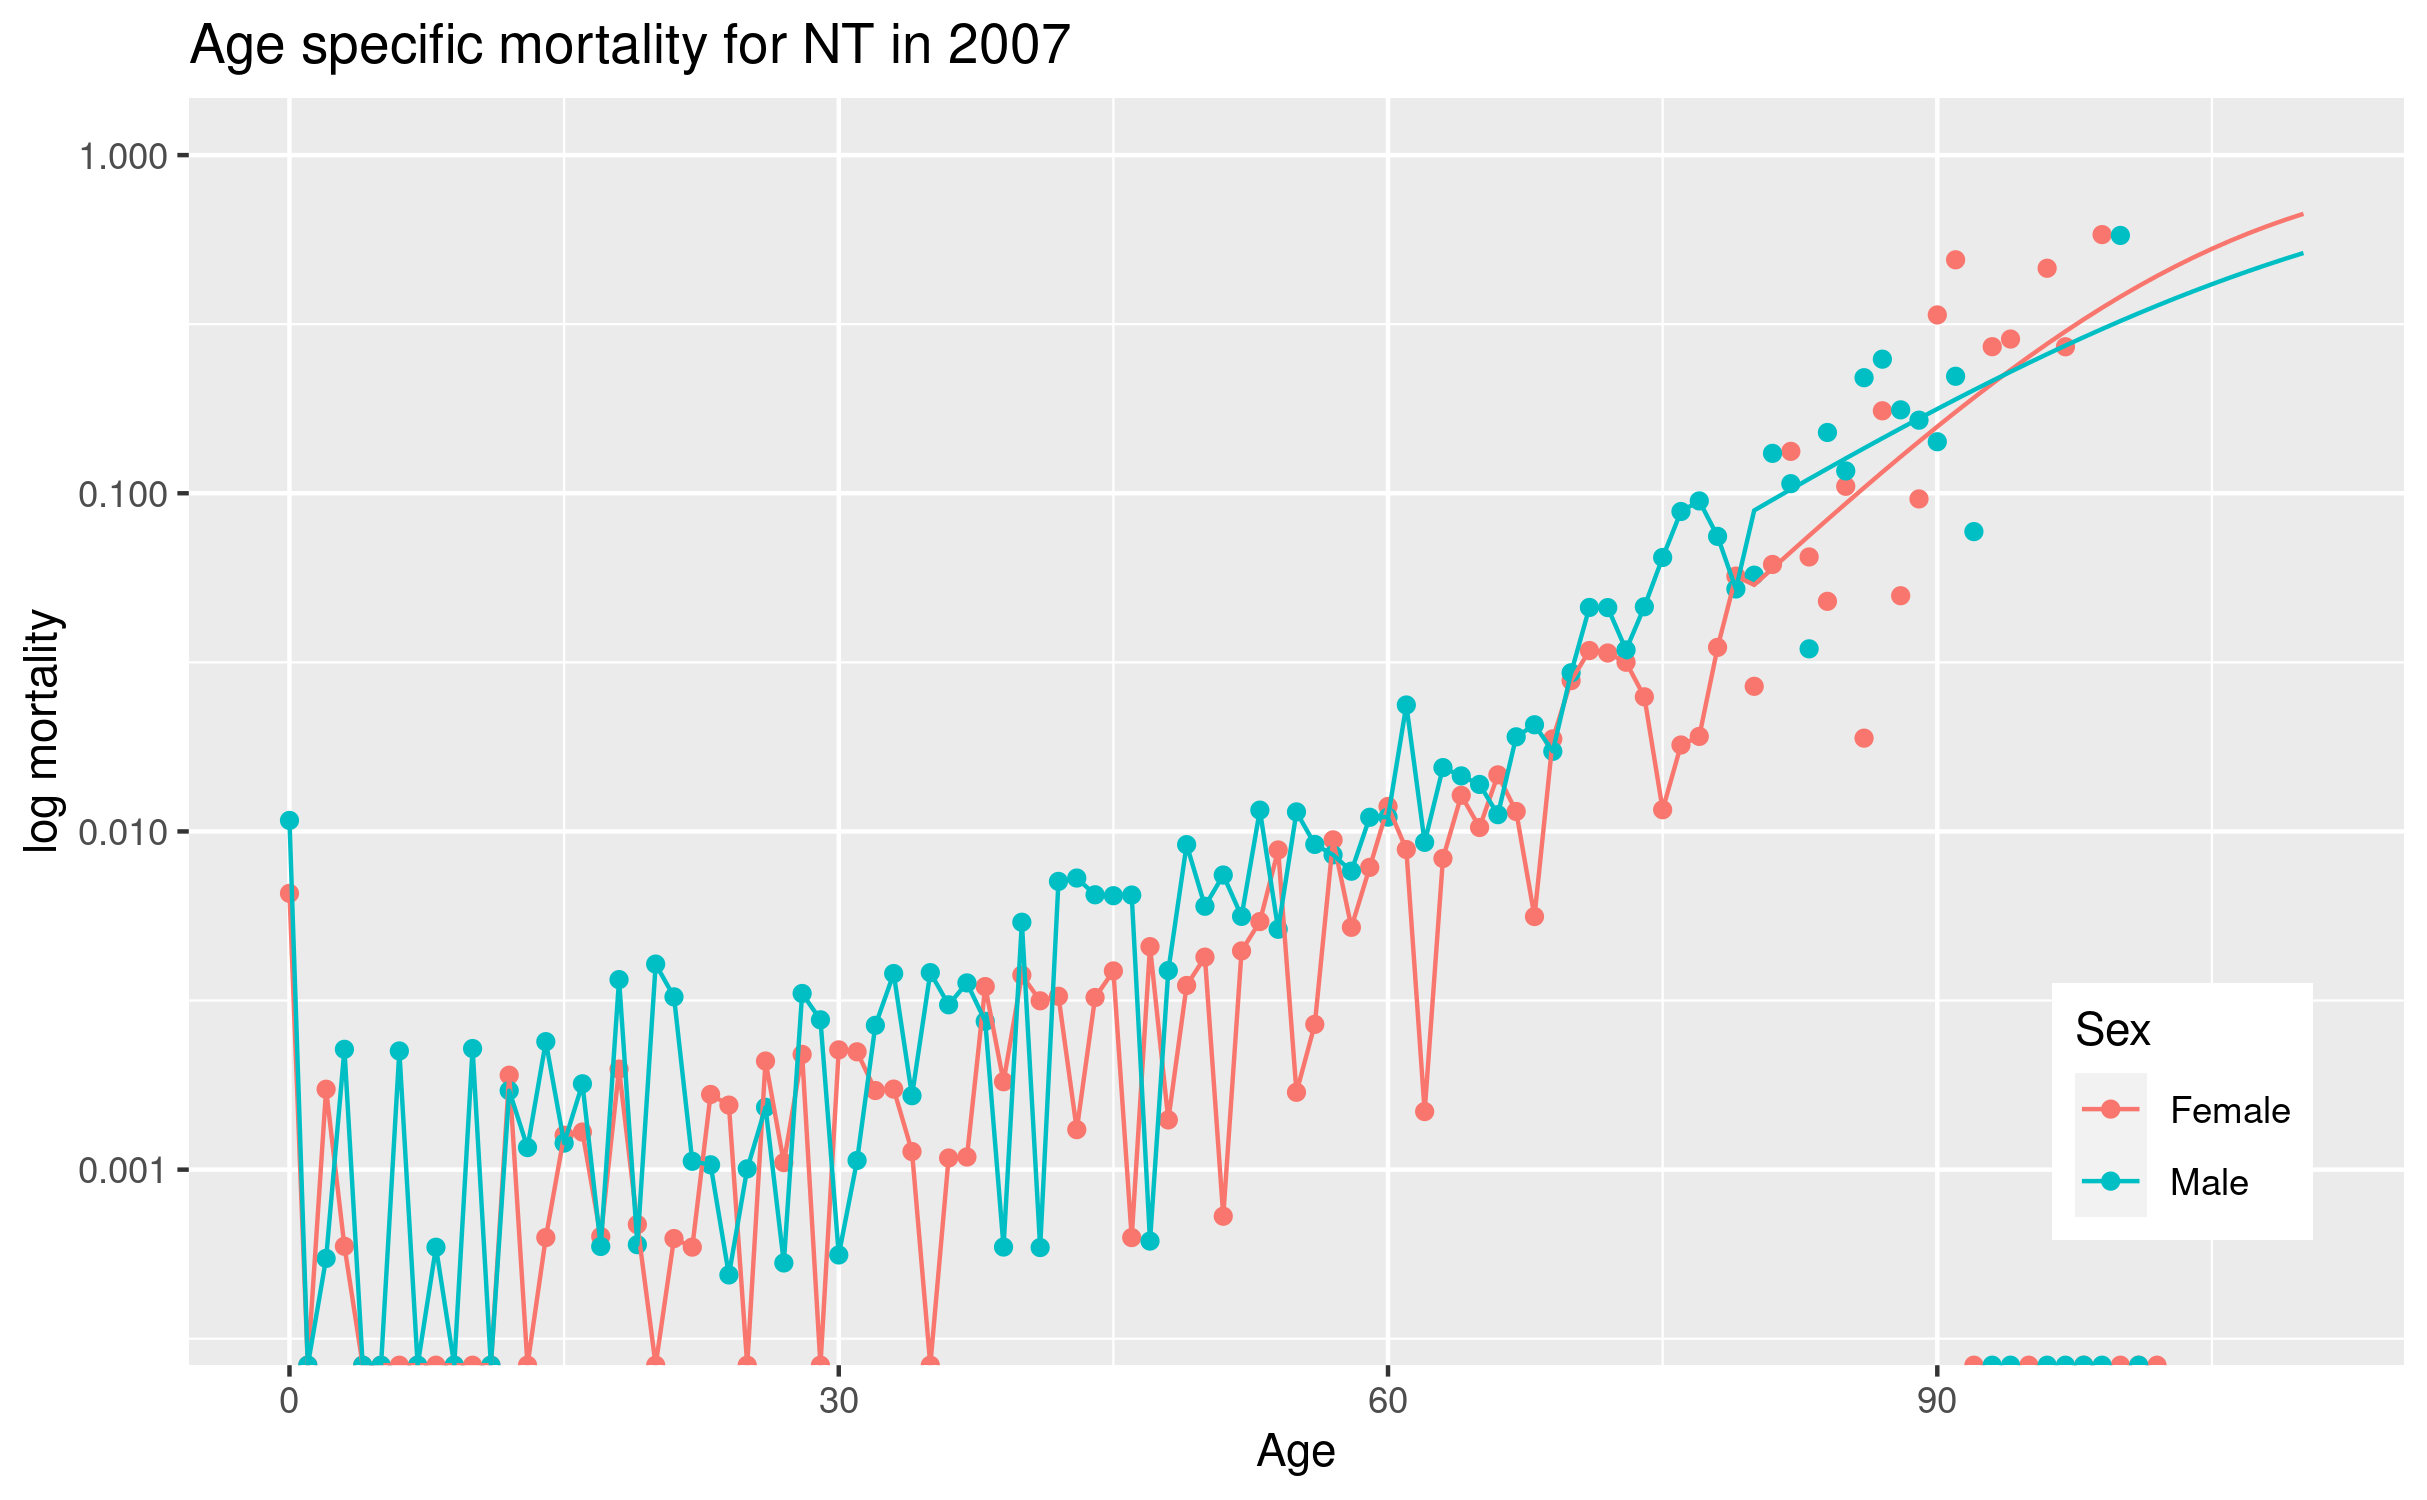 Age specific mortality for NT in 2007
log mortality
1.000
0.100
0.010
0.001
0
30
60
90
Age
Sex
Female
Male